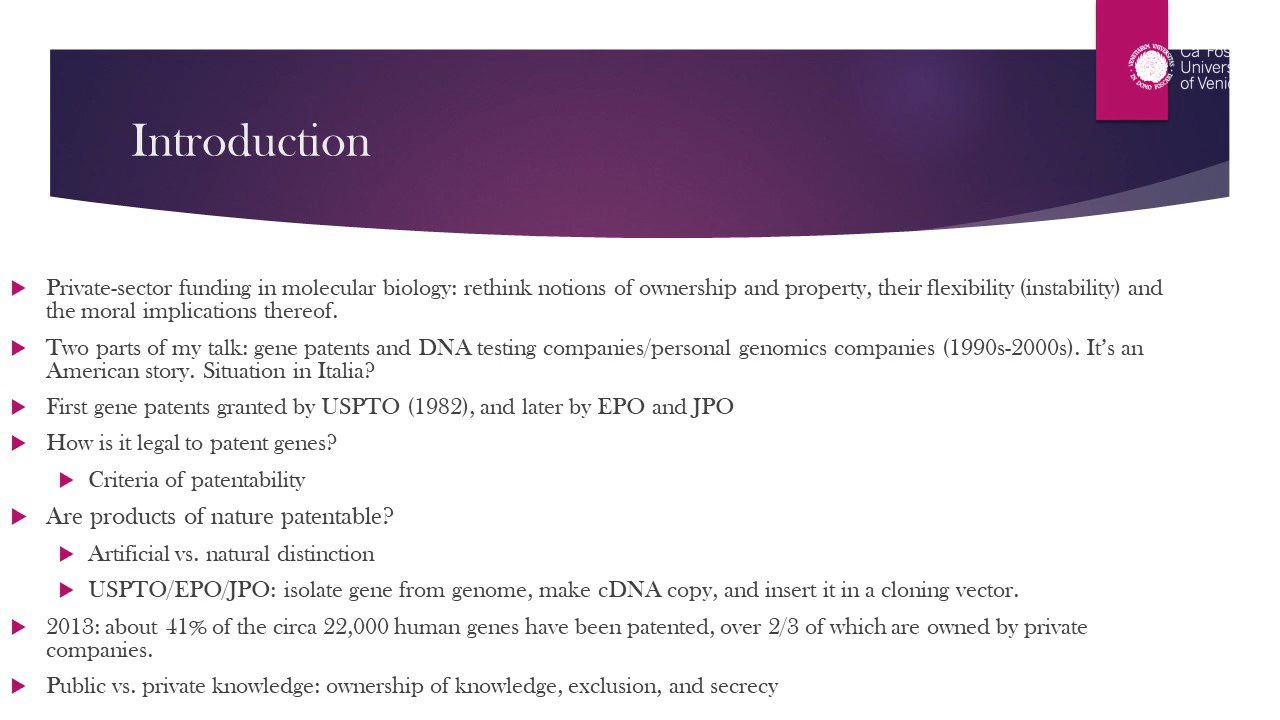 Ca' Fos
Univers
of Veni
Introduction
Private-sector funding in molecular biology: rethink notions of ownership and property, their flexibility (instability) and
the moral implications thereof.
Two parts of my talk: gene patents and DNA testing companies/personal genomics companies (1990s-2000s). It's an
American story. Situation in Italia?
First gene patents granted by USPTO (1982), and later by EPO and JPO
How is it legal to patent genes?
Criteria of patentability
Are products of nature patentable?
Artificial vs. natural distinction
USPTO/EPO/JPO: isolate gene from genome, make cDNA copy, and insert it in a cloning vector.
2013: about 41% of the circa 22,000 human genes have been patented, over 2/3 of which are owned by private
companies.
Public vs. private knowledge: ownership of knowledge, exclusion, and secrecy